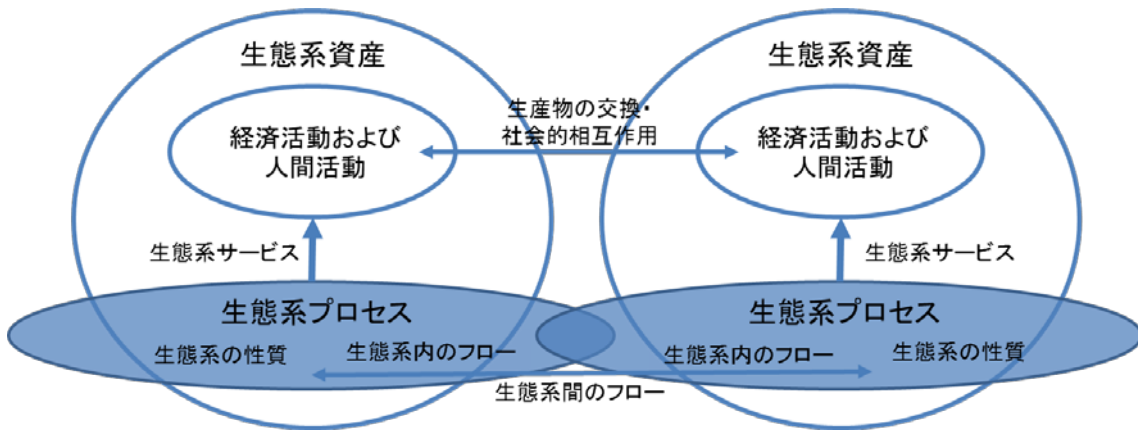 生態系資産
生態系資産
経済活動および
人間活動
生産物の交換・
社会的相互作用
経済活動および
人間活動
生態系サービス
生態系サービス
生態系プロセス
生態系プロセス
生態系の性質
生態系内のフロー
生態系内のフロー
生態系の性質
生態系間のフロー